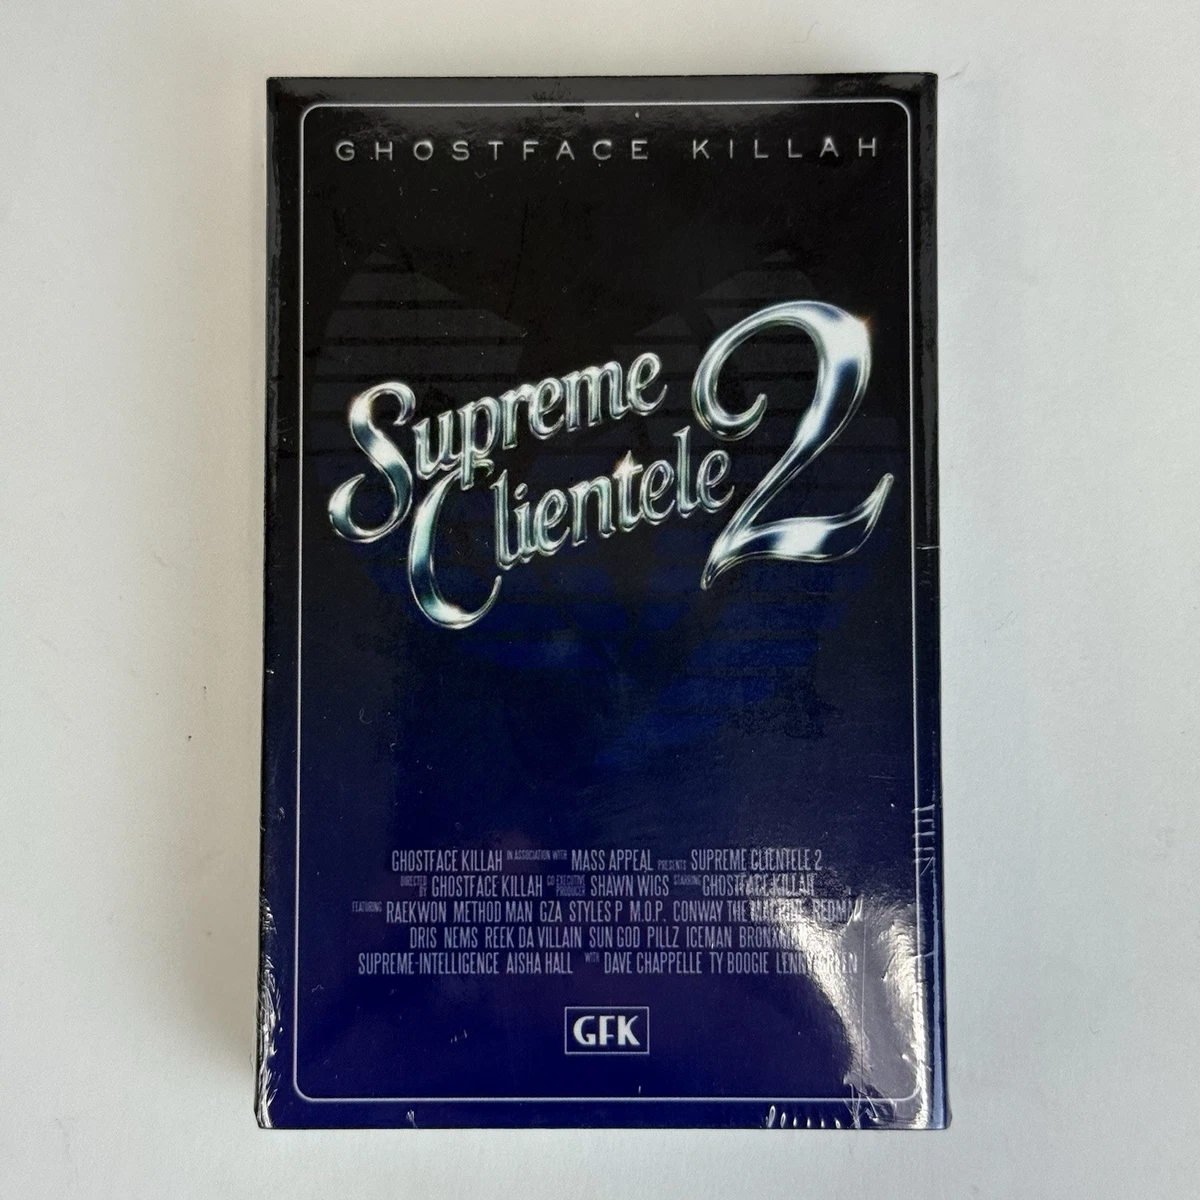 GHOSTFACE KILLAH
Supreme
Clientele 2
GHOSTFACE KILLAH IN ASSOCIATION WITH MASS APPEAL PRESENTS SUPREME CLIENTELE 2
DIRECTED BY GHOSTFACE KILLAH CO-EXECUTIVE PRODUCER SHAWN WIGS STARRING GHOSTFACE KILLAH
FEATURING RAEKWON METHOD MAN GZA STYLES P M.O.P. CONWAY THE MACHINE REDMAN
DRIS NEMS REEK DA VILLAIN SUN GOD PILLZ ICEMAN
SUPREME-INTELLIGENCE AISHA HALL WITH DAVE CHAPPELLE TY BOOGIE
GFK